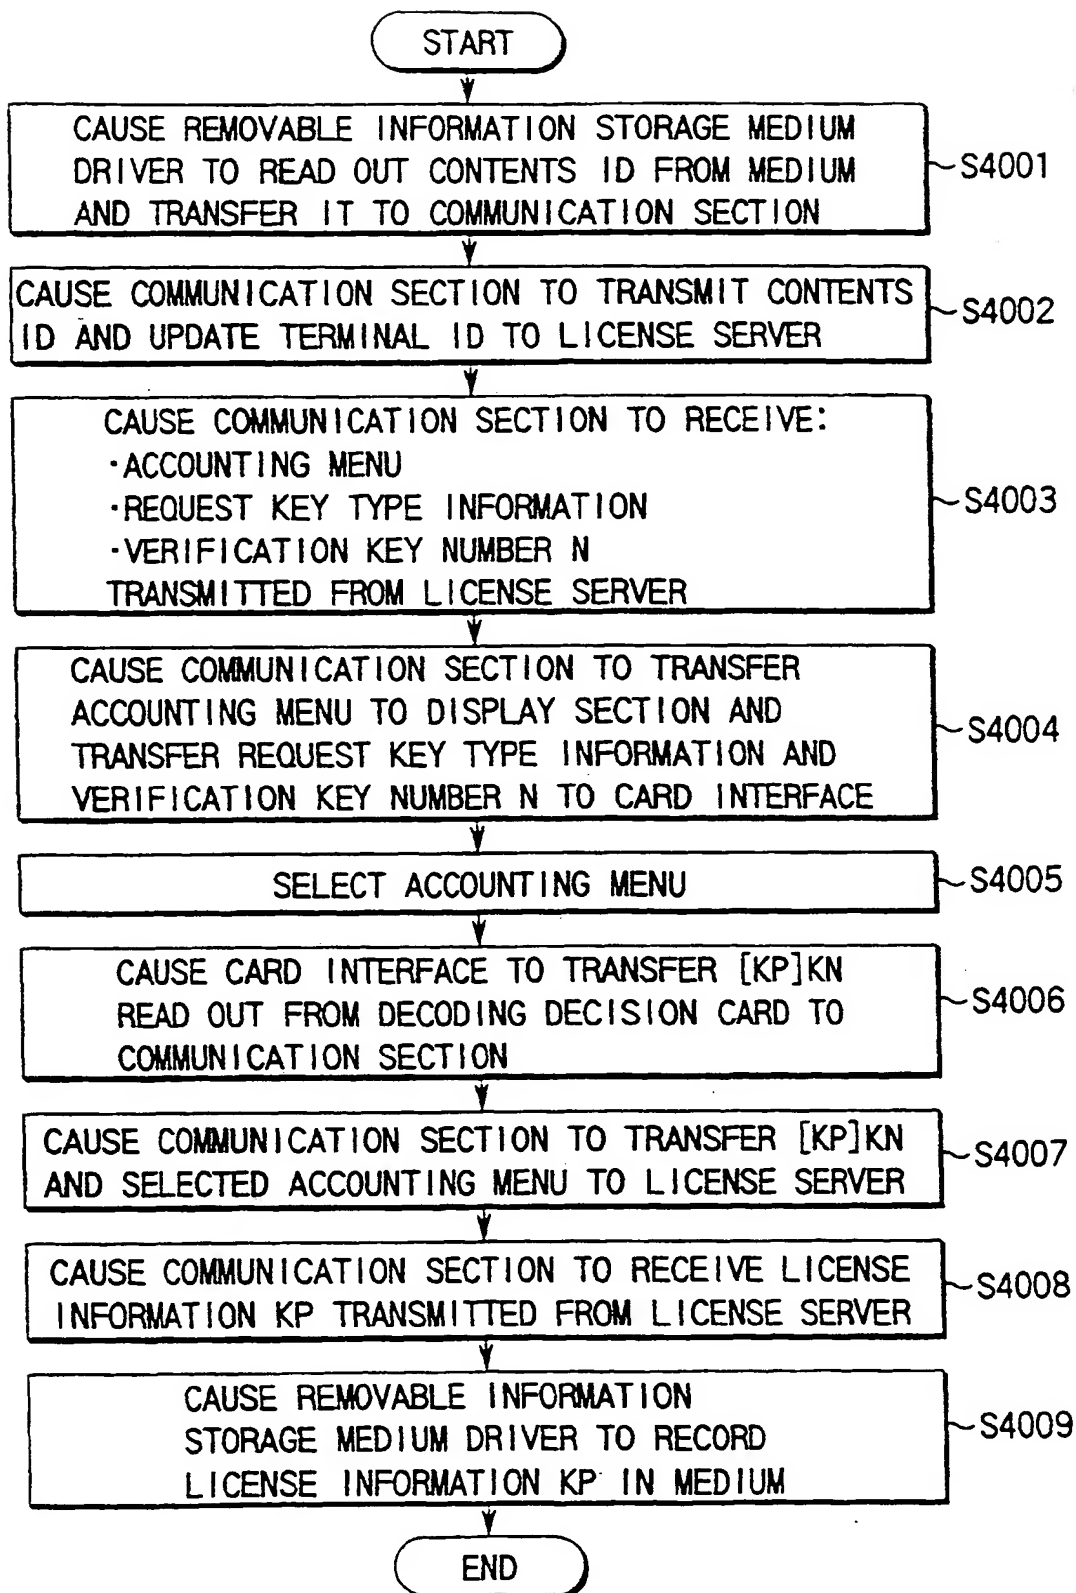 START
CAUSE REMOVABLE INFORMATION STORAGE MEDIUM
DRIVER TO READ OUT CONTENTS ID FROM MEDIUM
AND TRANSFER IT TO COMMUNICATION SECTION
S4001
CAUSE COMMUNICATION SECTION TO TRANSMIT CONTENTS
ID AND UPDATE TERMINAL ID TO LICENSE SERVER
S4002
CAUSE COMMUNICATION SECTION TO RECEIVE:
·ACCOUNTING MENU
·REQUEST KEY TYPE INFORMATION
·VERIFICATION KEY NUMBER N
TRANSMITTED FROM LICENSE SERVER
S4003
CAUSE COMMUNICATION SECTION TO TRANSFER
ACCOUNTING MENU TO DISPLAY SECTION AND
TRANSFER REQUEST KEY TYPE INFORMATION AND
VERIFICATION KEY NUMBER N TO CARD INTERFACE
S4004
SELECT ACCOUNTING MENU
S4005
CAUSE CARD INTERFACE TO TRANSFER [KP]KN
READ OUT FROM DECODING DECISION CARD TO
COMMUNICATION SECTION
S4006
CAUSE COMMUNICATION SECTION TO TRANSFER [KP]KN
AND SELECTED ACCOUNTING MENU TO LICENSE SERVER
S4007
CAUSE COMMUNICATION SECTION TO RECEIVE LICENSE
INFORMATION KP TRANSMITTED FROM LICENSE SERVER
S4008
CAUSE REMOVABLE INFORMATION
STORAGE MEDIUM DRIVER TO RECORD
LICENSE INFORMATION KP IN MEDIUM
S4009
END